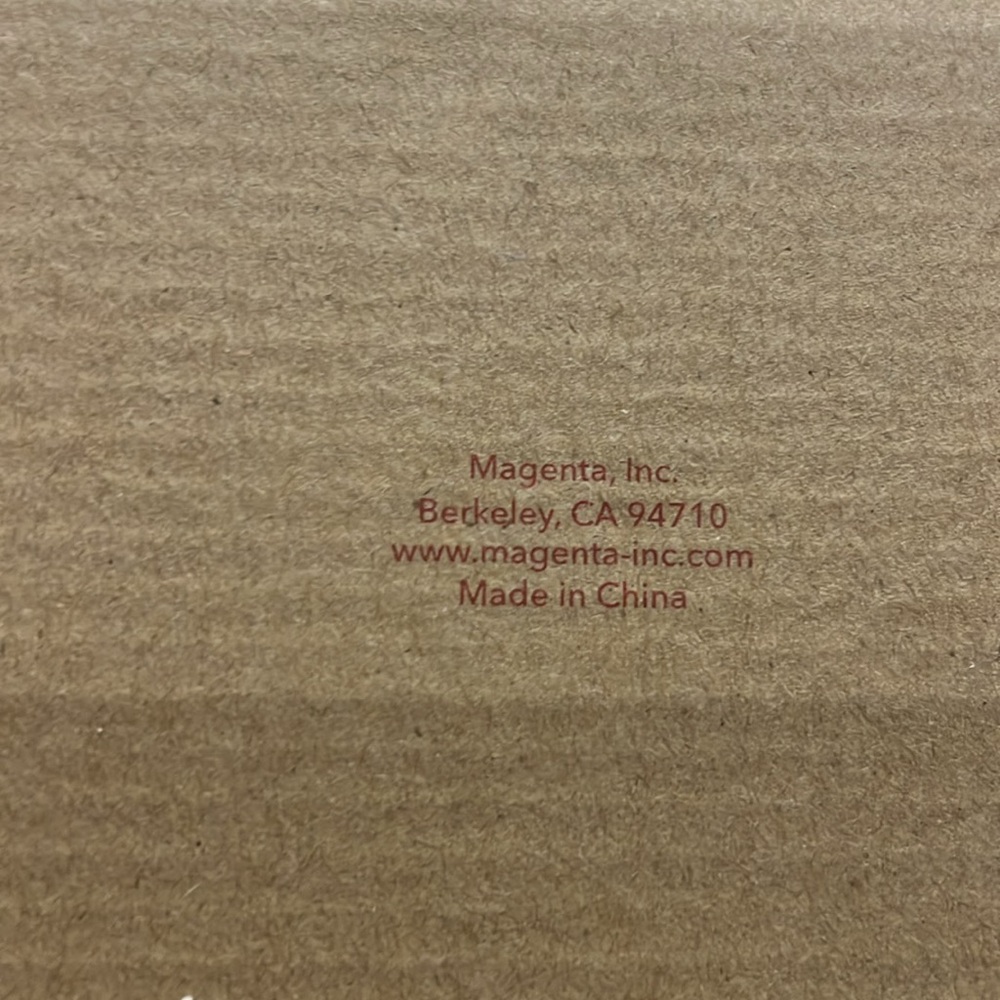 Magenta, Inc.
Berkeley, CA 94710
www.magenta-inc.com
Made in China